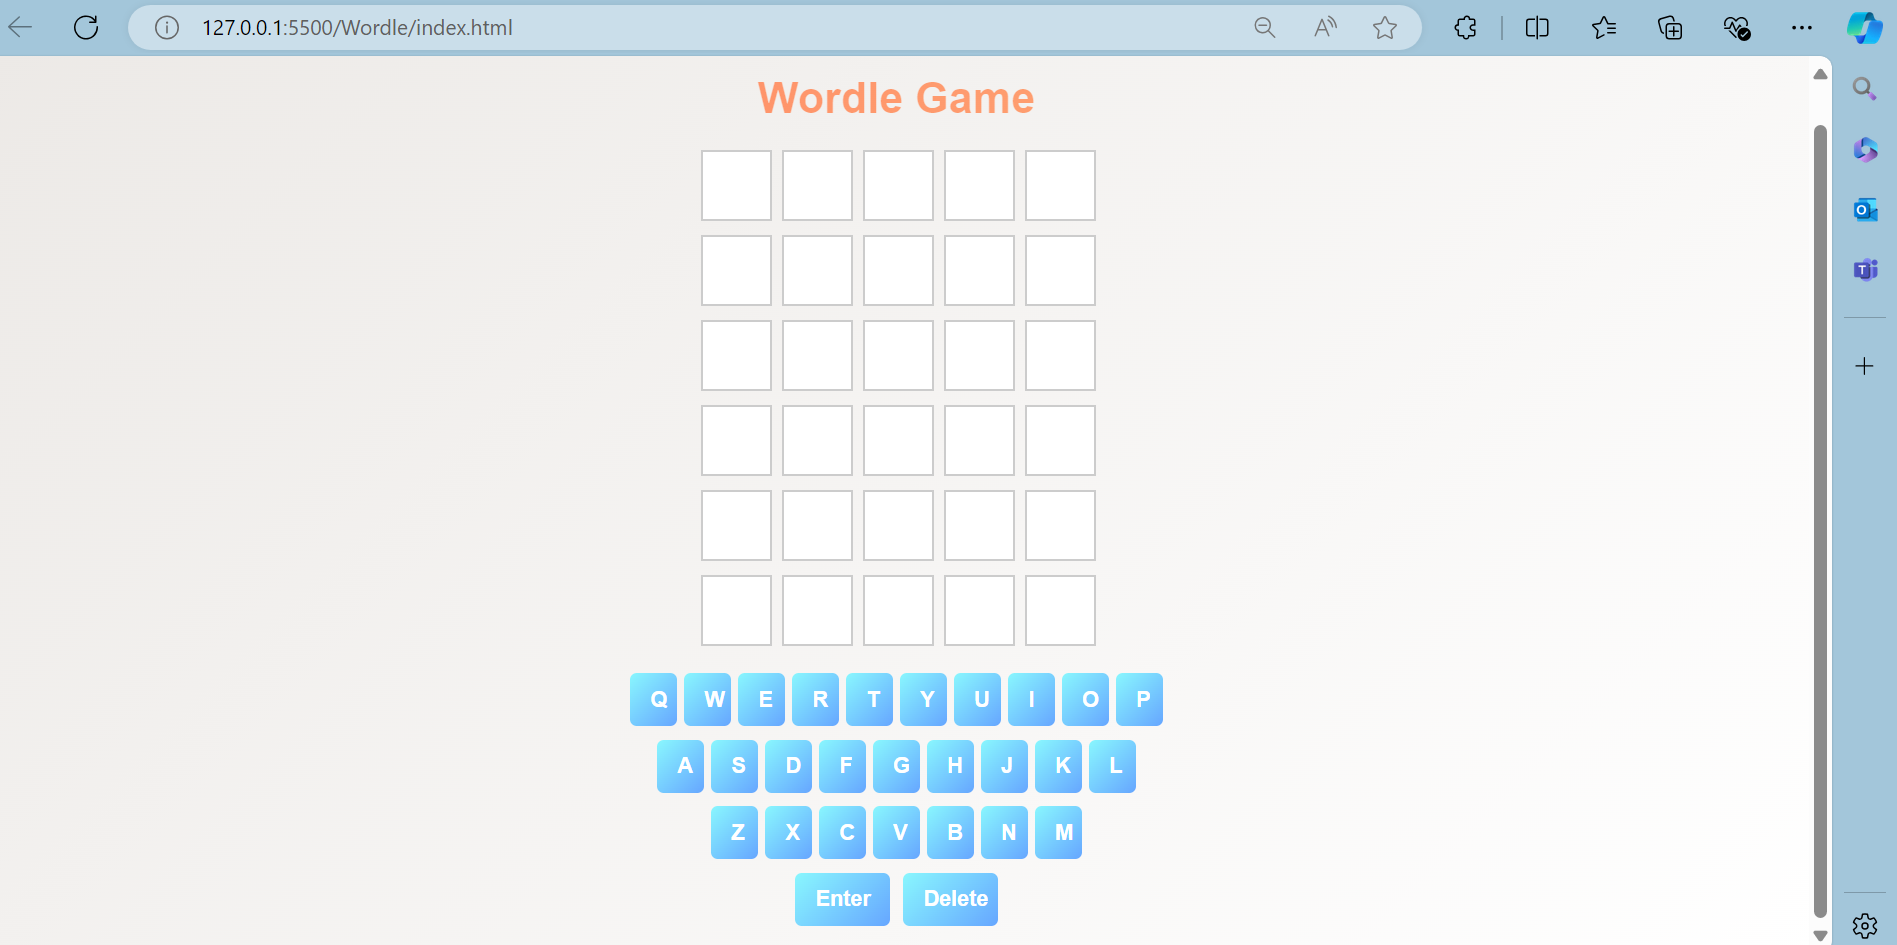 127.0.0.1:5500/Wordle/index.html
Wordle Game
Q W E R T Y U I O P
A S D F G H J K L
Z X C V B N M
Enter Delete